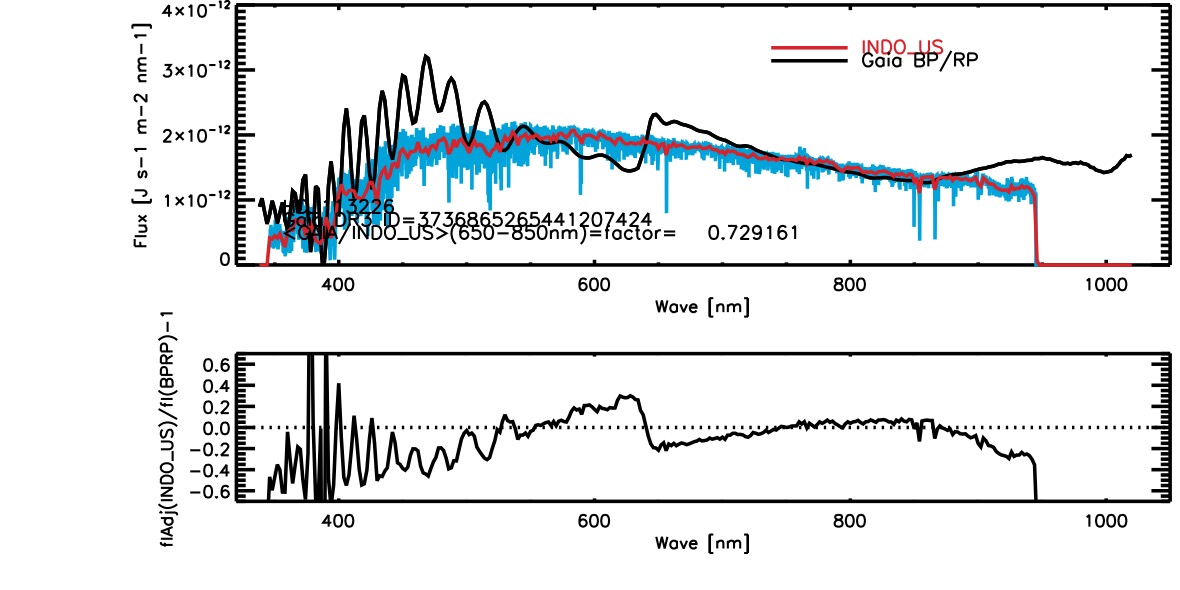 4×10⁻¹²
3×10⁻¹²
2×10⁻¹²
1×10⁻¹²
0
Flux [J s−1 m−2 nm−1]
INDO_US
Gaia BP/RP
Gaia DR3 ID=3736865265441207424
<GAIA/INDO_US>(650−850nm)=factor= 0.729161
400 600 800 1000
Wave [nm]
0.6
0.4
0.2
0.0
−0.2
−0.4
−0.6
flAdj(INDO_US)/fl(BPRP)−1
400 600 800 1000
Wave [nm]